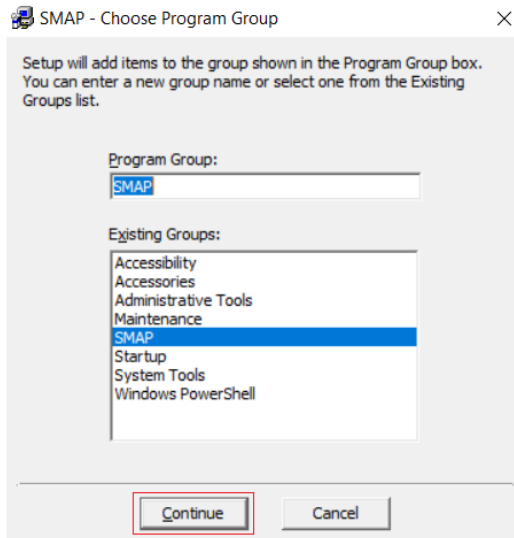 SMAP - Choose Program Group
Setup will add items to the group shown in the Program Group box.
You can enter a new group name or select one from the Existing
Groups list.
Program Group:
SMAP
Existing Groups:
Accessibility
Accessories
Administrative Tools
Maintenance
SMAP
Startup
System Tools
Windows PowerShell
Continue
Cancel